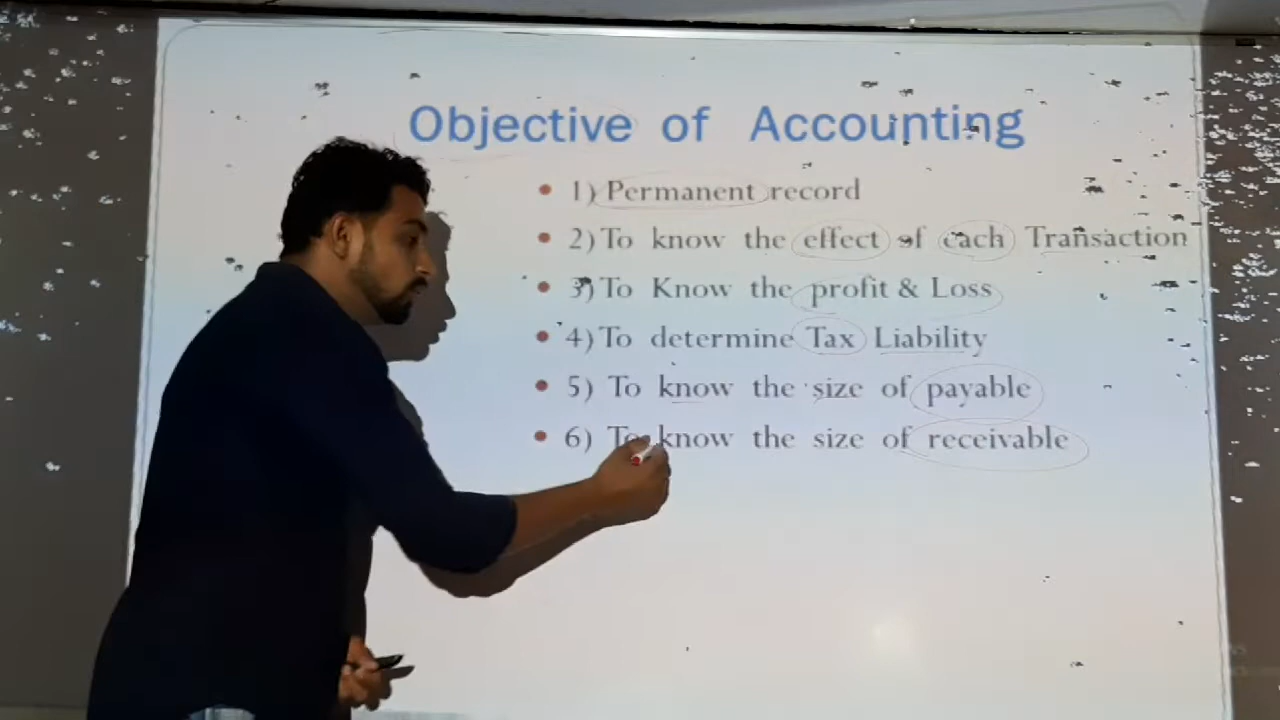 Objective of Accounting
1) Permanent record
2) To know the effect of each Transaction
3) To Know the profit & Loss
4) To determine Tax Liability
5) To know the size of payable
6) To know the size of receivable